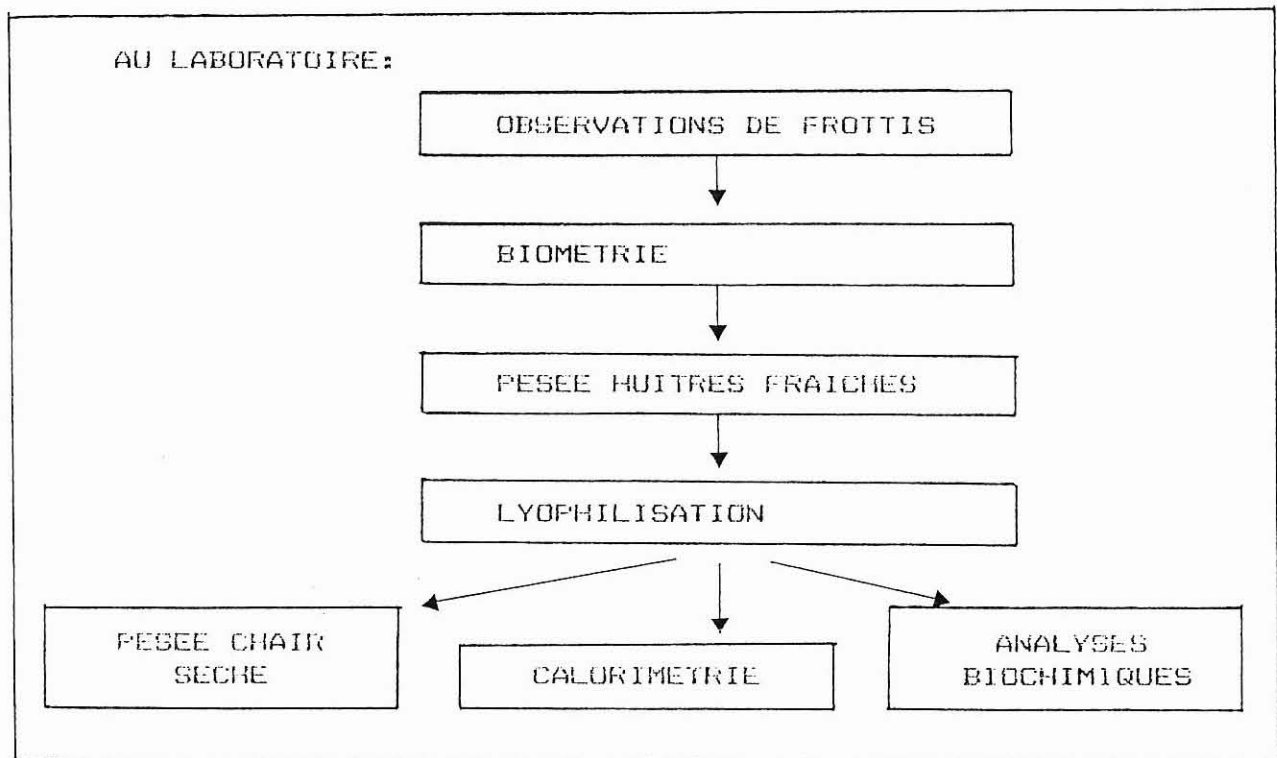 AU LABORATOIRE:
OBSERVATIONS DE FROTTIS
BIOMETRIE
PESEE HUITRES FRAICHES
LYOPHILISATION
PESEE CHAIR
SECHE
CALORIMETRIE
ANALYSES
BIOCHIMIQUES